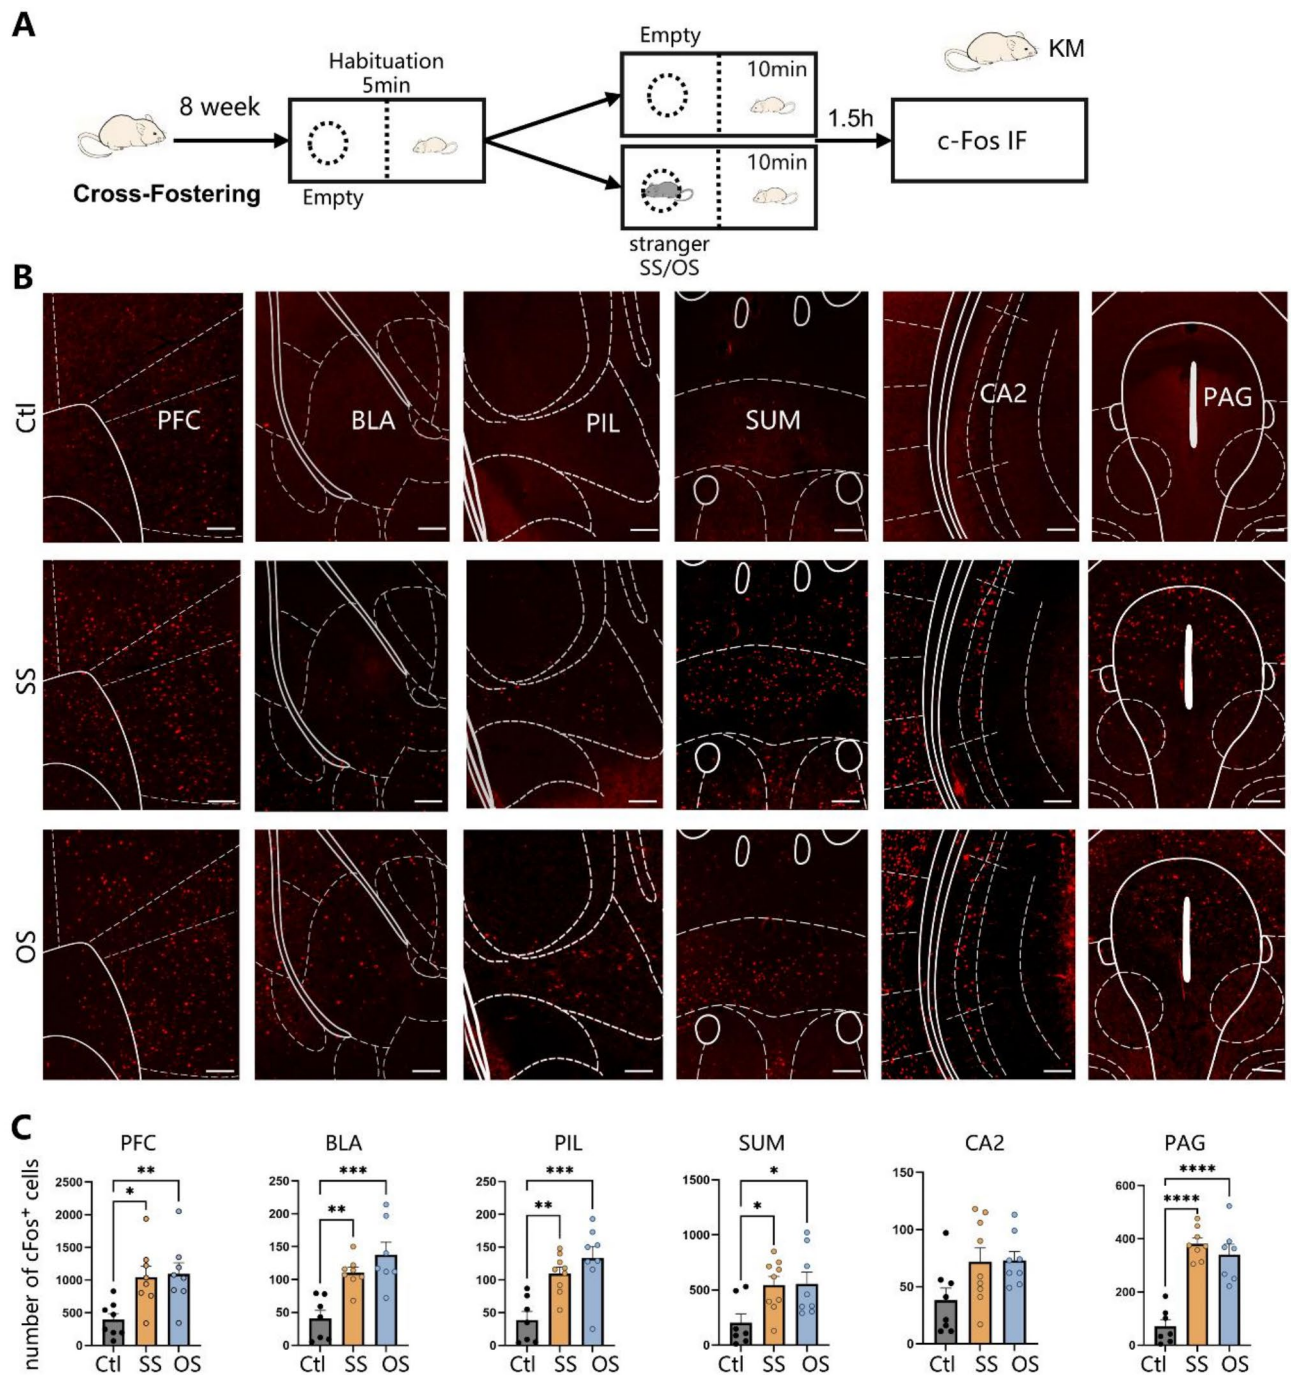 A
Cross-Fostering
8 week
Habituation
5min
Empty
Empty
10min
10min
stranger
SS/OS
1.5h
KM
c-Fos IF
B
Ctl
PFC
BLA
PIL
SUM
CA2
PAG
SS
OS
C
number of cFos+ cells
PFC
2500
2000
1500
1000
500
0
*
**
Ctl SS OS
BLA
250
200
150
100
50
0
**
***
Ctl SS OS
PIL
250
200
150
100
50
0
**
***
Ctl SS OS
SUM
1500
1000
500
0
*
*
Ctl SS OS
CA2
150
100
50
0
Ctl SS OS
PAG
600
400
200
0
****
****
Ctl SS OS